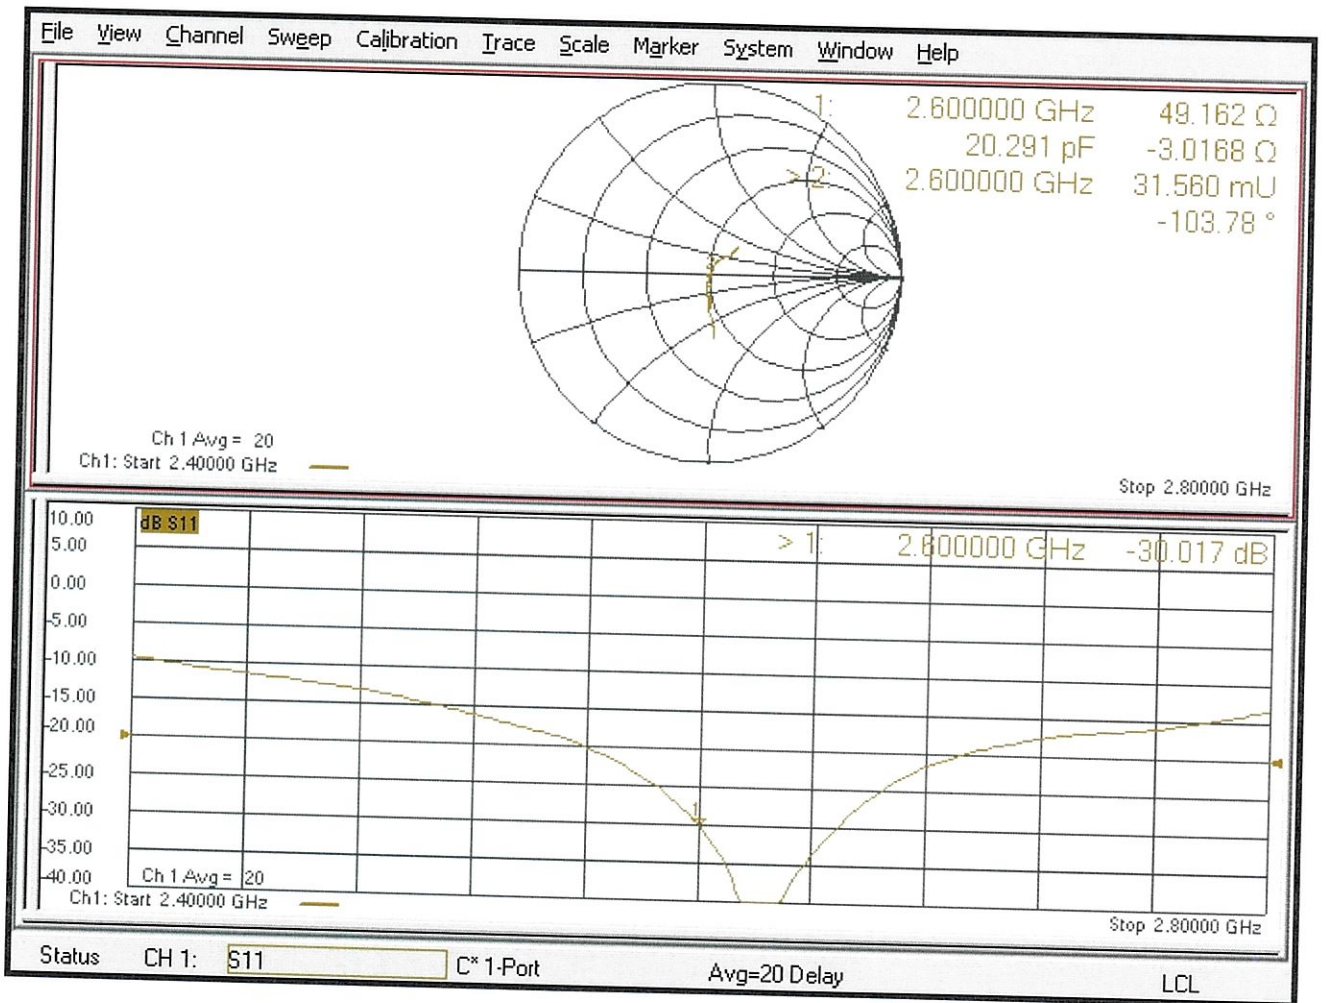 File View Channel Sweep Calibration Trace Scale Marker System Window Help
1: 2.600000 GHz 49.162 Ω
20.291 pF -3.0168 Ω
> 2: 2.600000 GHz 31.560 mU
-103.78 °
Ch 1 Avg = 20
Ch1: Start 2.40000 GHz
Stop 2.80000 GHz
dB S11
> 1: 2.600000 GHz -30.017 dB
10.00
5.00
0.00
-5.00
-10.00
-15.00
-20.00
-25.00
-30.00
-35.00
-40.00
1
Ch 1 Avg = 20
Ch1: Start 2.40000 GHz
Stop 2.80000 GHz
Status CH 1: S11 C* 1-Port Avg=20 Delay LCL